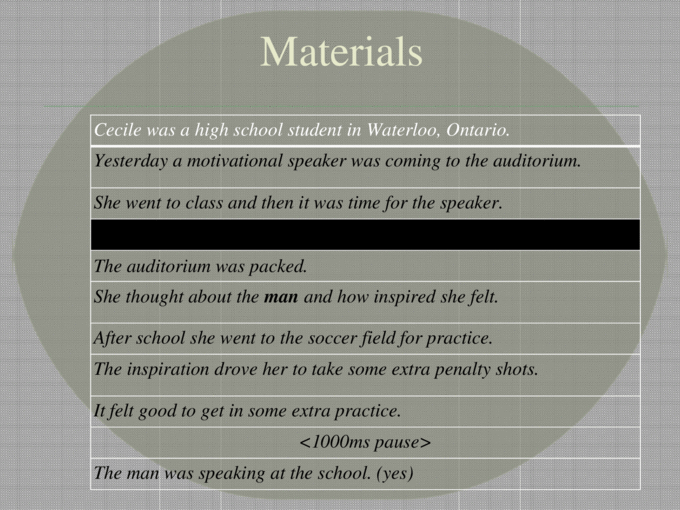 Materials
Cecile was a high school student in Waterloo, Ontario.
Yesterday a motivational speaker was coming to the auditorium.
She went to class and then it was time for the speaker.
The auditorium was packed.
She thought about the man and how inspired she felt.
After school she went to the soccer field for practice.
The inspiration drove her to take some extra penalty shots.
It felt good to get in some extra practice.
<1000ms pause>
The man was speaking at the school. (yes)